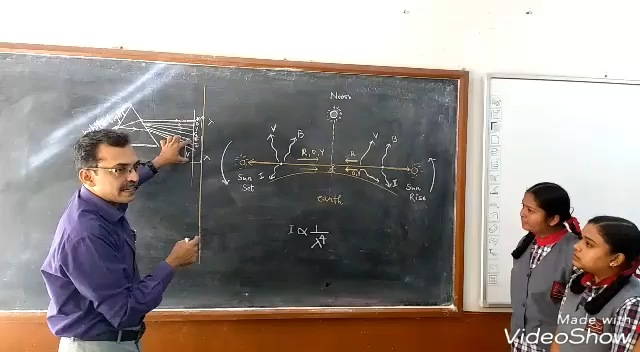 Noon
V
B
V
B
R, O, Y
R
O, Y
I
I
Sun
Set
Sun
Rise
earth
I ∝ 1/λ⁴
Made with
VideoShow